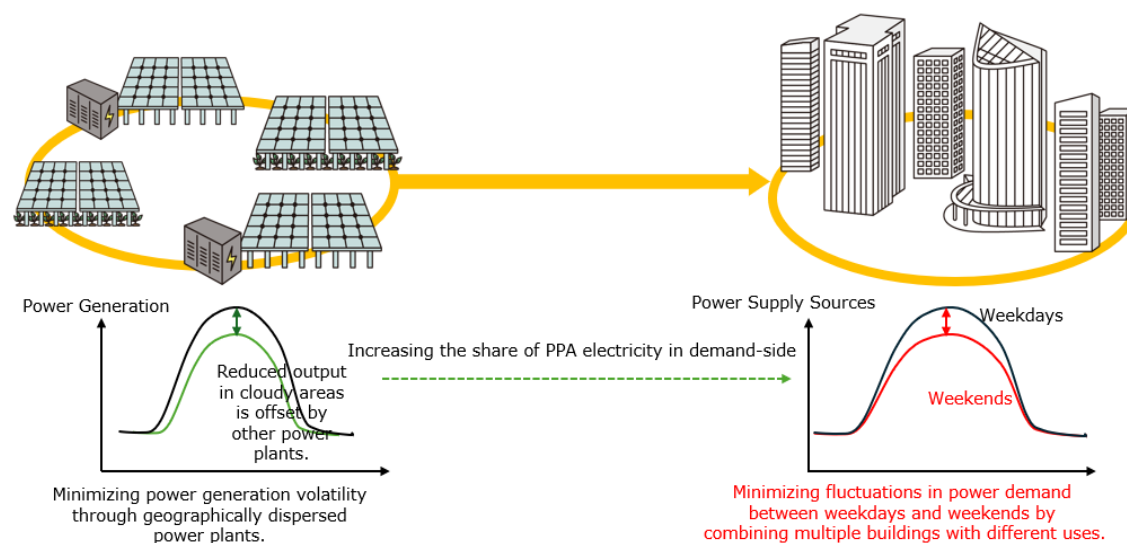 Power Generation
Reduced output
in cloudy areas
is offset by
other power
plants.
Minimizing power generation volatility
through geographically dispersed
power plants.
Increasing the share of PPA electricity in demand-side
Power Supply Sources
Weekdays
Weekends
Minimizing fluctuations in power demand
between weekdays and weekends by
combining multiple buildings with different uses.